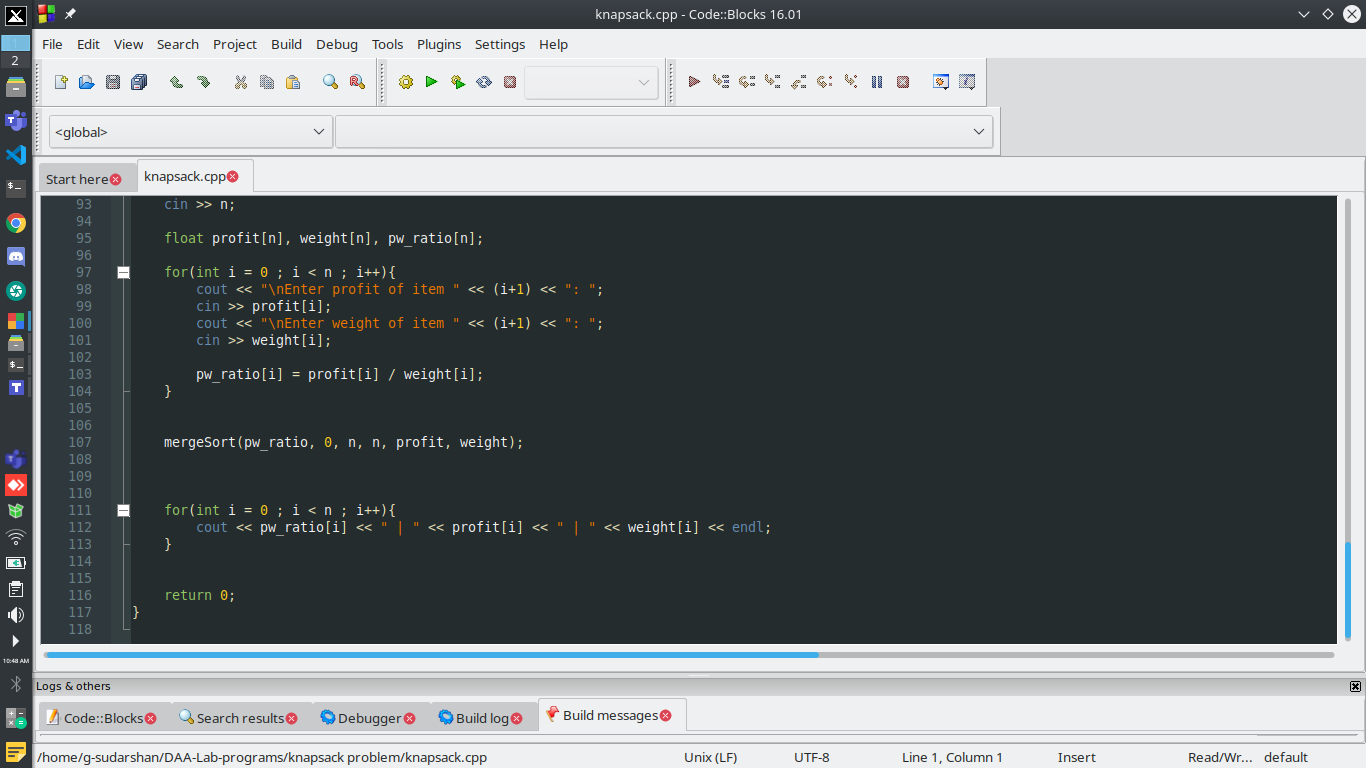 knapsack.cpp - Code::Blocks 16.01
2
File Edit View Search Project Build Debug Tools Plugins Settings Help
<global>
Start here knapsack.cpp
93 cin >> n;
94
95 float profit[n], weight[n], pw_ratio[n];
96
97 for(int i = 0 ; i < n ; i++){
98 cout << "\nEnter profit of item " << (i+1) << ": ";
99 cin >> profit[i];
100 cout << "\nEnter weight of item " << (i+1) << ": ";
101 cin >> weight[i];
102
103 pw_ratio[i] = profit[i] / weight[i];
104 }
105
106
107 mergeSort(pw_ratio, 0, n, n, profit, weight);
108
109
110
111 for(int i = 0 ; i < n ; i++){
112 cout << pw_ratio[i] << " | " << profit[i] << " | " << weight[i] << endl;
113 }
114
115
116 return 0;
117 }
118
10:48 AM
Logs & others
Code::Blocks Search results Debugger Build log Build messages
/home/g-sudarshan/DAA-Lab-programs/knapsack problem/knapsack.cpp Unix (LF) UTF-8 Line 1, Column 1 Insert Read/Wr... default